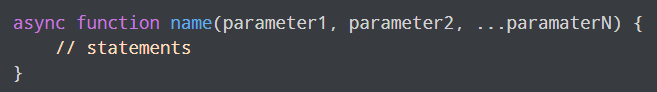 async function name(parameter1, parameter2, ...paramaterN) {
    // statements
}